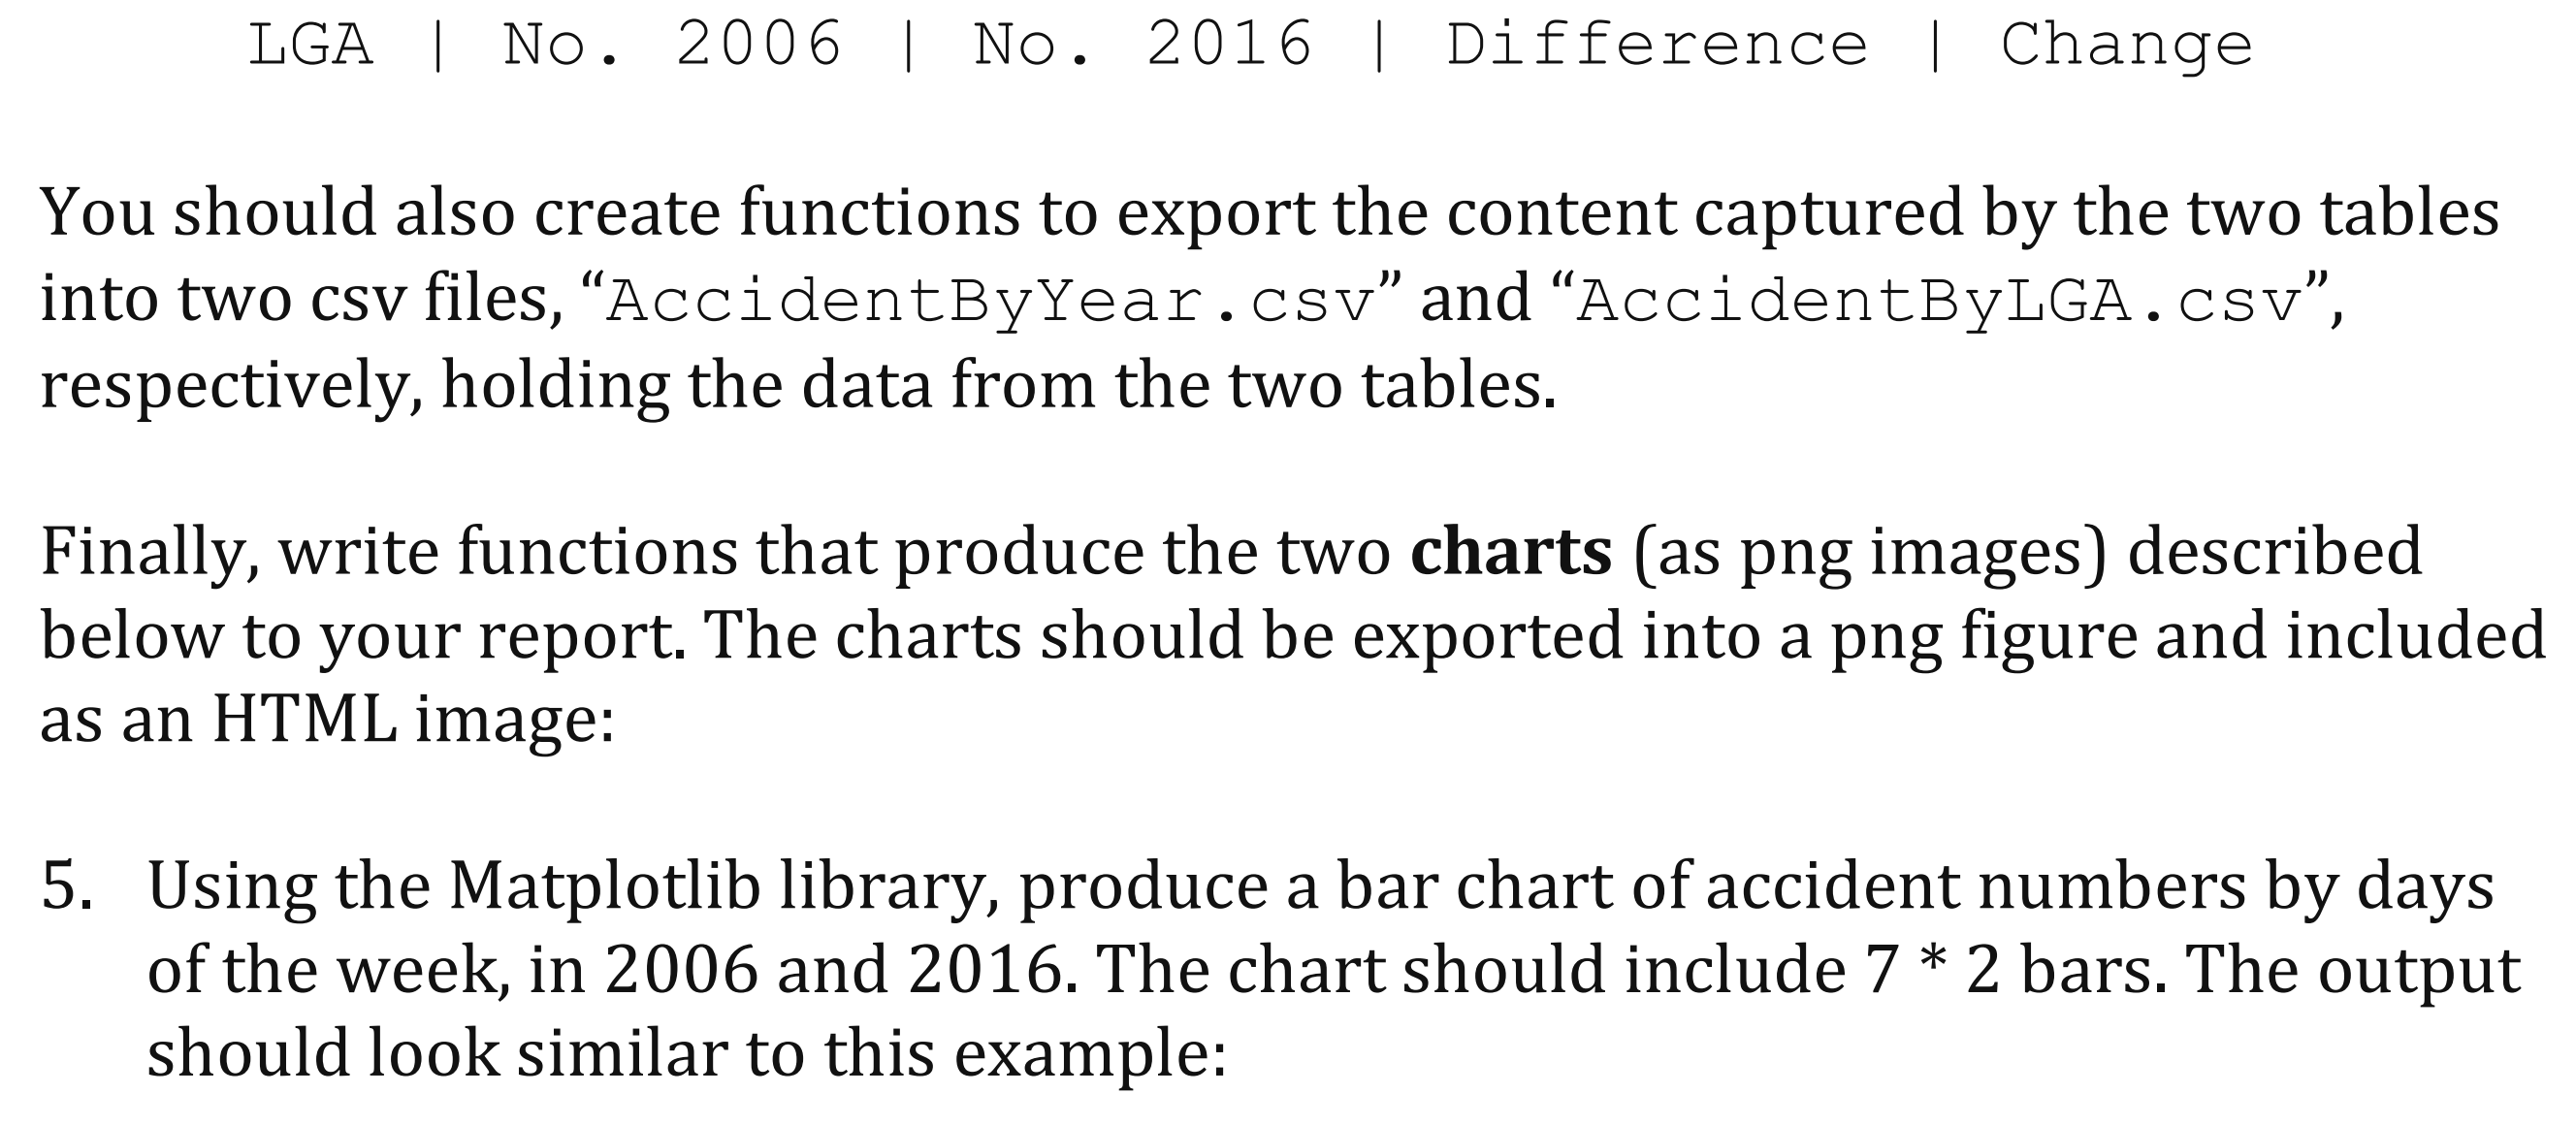 LGA | No. 2006 | No. 2016 | Difference | Change
You should also create functions to export the content captured by the two tables
into two csv files, “AccidentByYear.csv” and “AccidentByLGA.csv”,
respectively, holding the data from the two tables.
Finally, write functions that produce the two charts (as png images) described
below to your report. The charts should be exported into a png figure and included
as an HTML image:
5. Using the Matplotlib library, produce a bar chart of accident numbers by days
of the week, in 2006 and 2016. The chart should include 7 * 2 bars. The output
should look similar to this example: